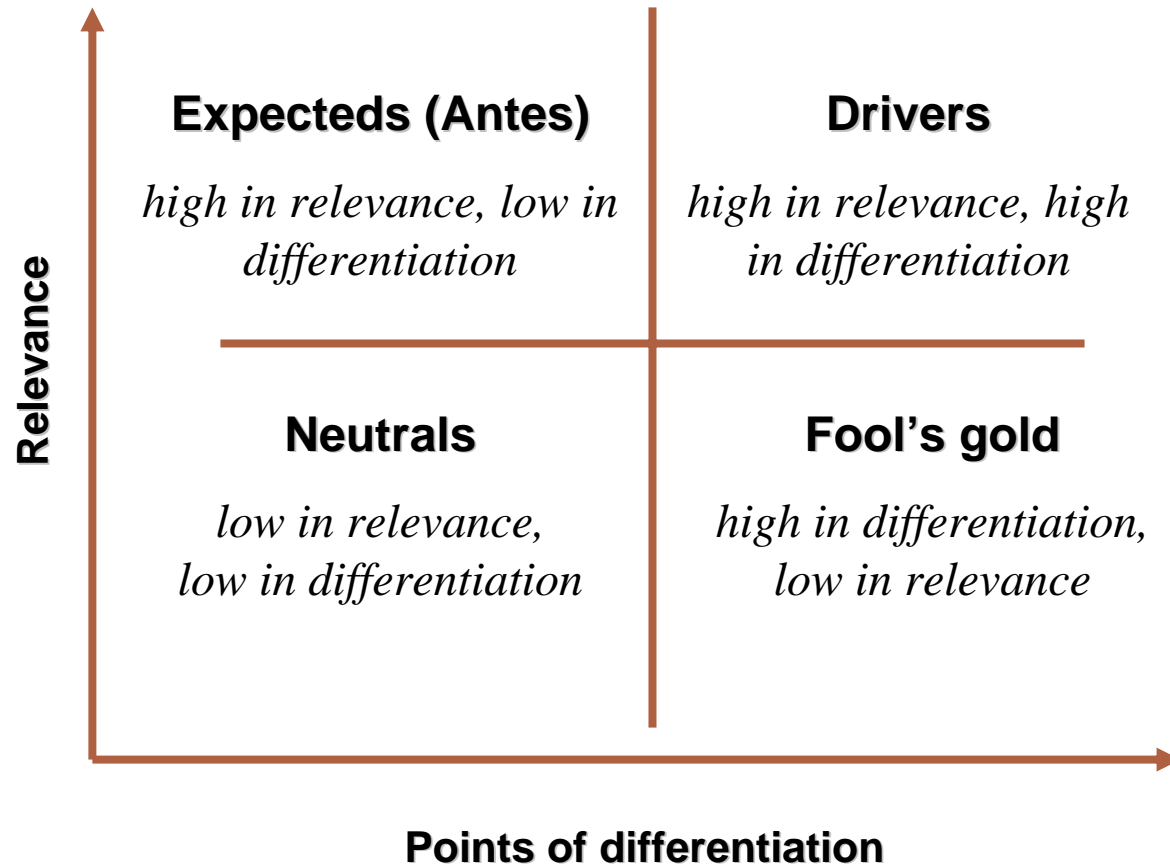 Relevance
Expecteds (Antes)
high in relevance, low in
differentiation
Drivers
high in relevance, high
in differentiation
Neutrals
low in relevance,
low in differentiation
Fool’s gold
high in differentiation,
low in relevance
Points of differentiation